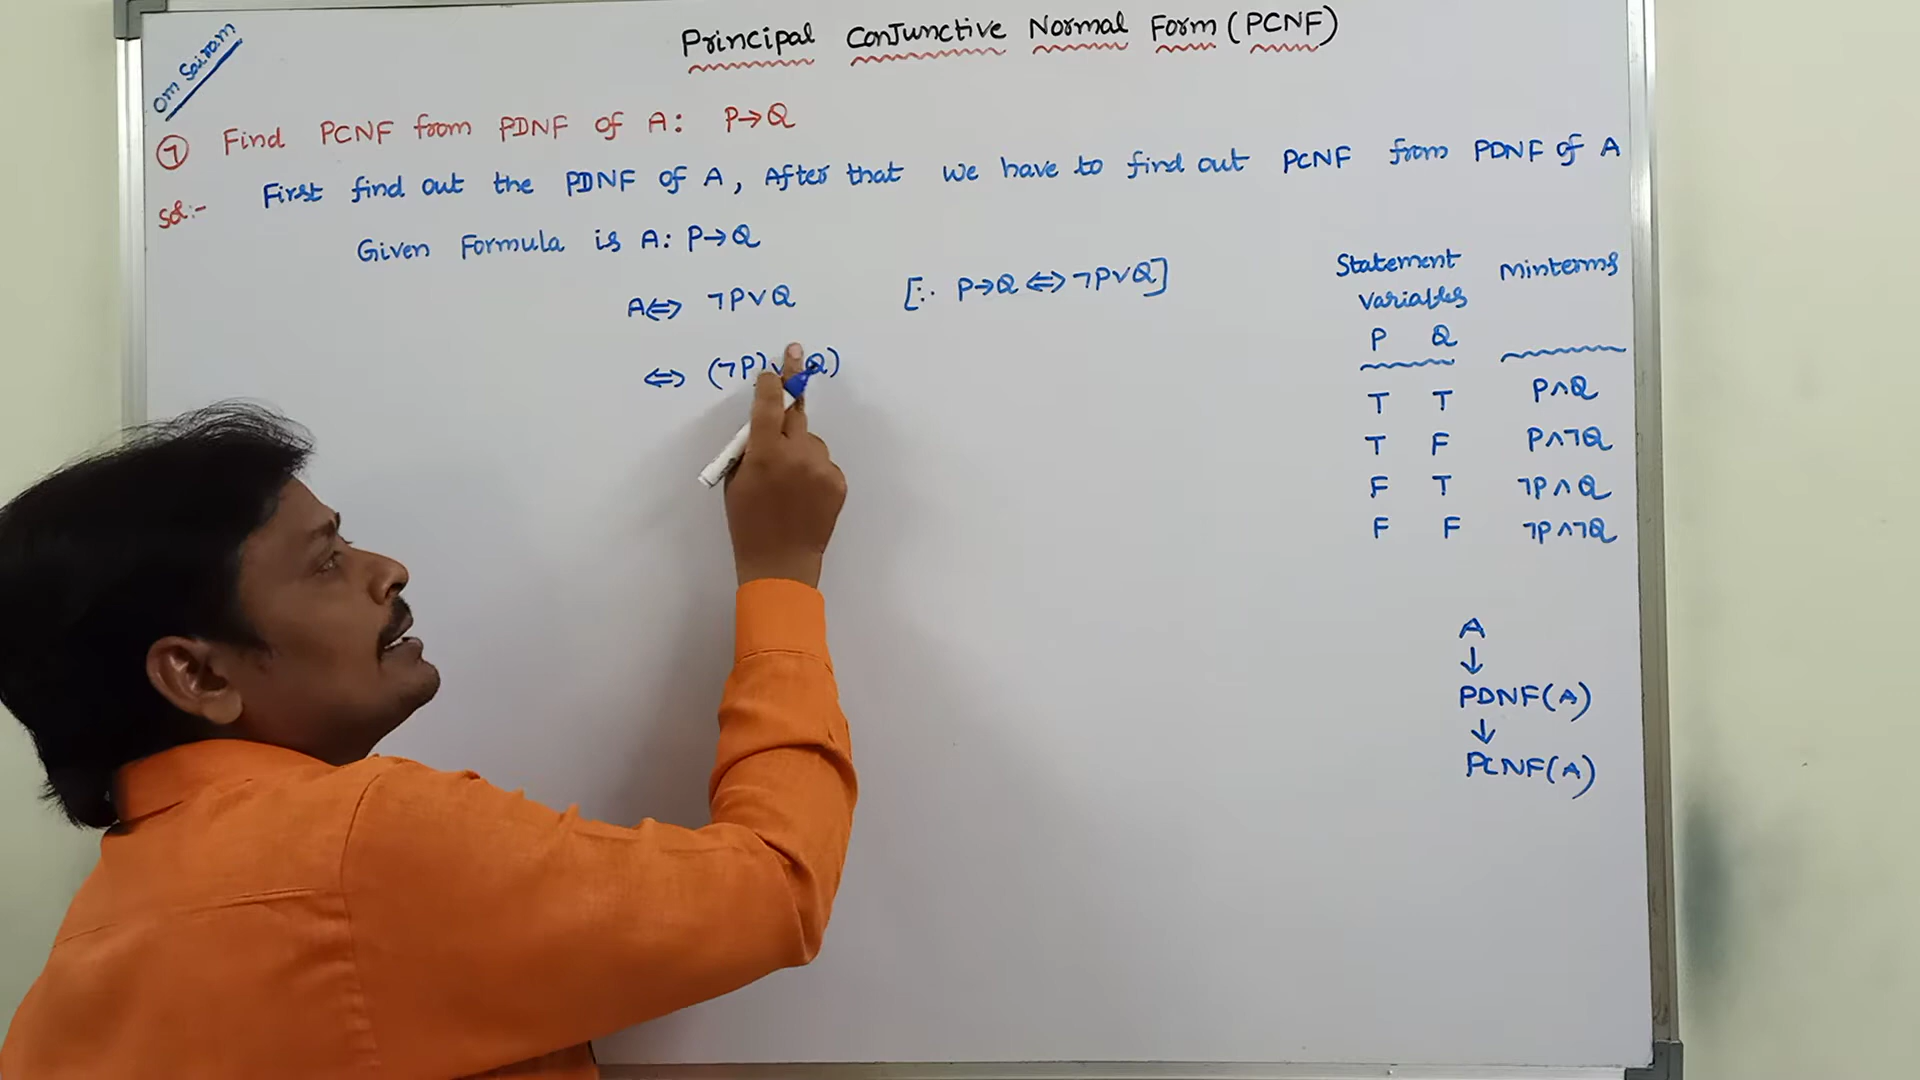 Om Sairam
Principal Conjunctive Normal Form (PCNF)
⑦ Find PCNF from PDNF of A: P→Q
Sol:- First find out the PDNF of A, After that we have to find out PCNF from PDNF of A
Given Formula is A: P→Q
A⇔ ¬P∨Q [∵ P→Q ⇔ ¬P∨Q]
⇔ (¬P)∨(Q)
Statement Variables Minterms
P Q
T T P∧Q
T F P∧¬Q
F T ¬P∧Q
F F ¬P∧¬Q
A
↓
PDNF(A)
↓
PCNF(A)